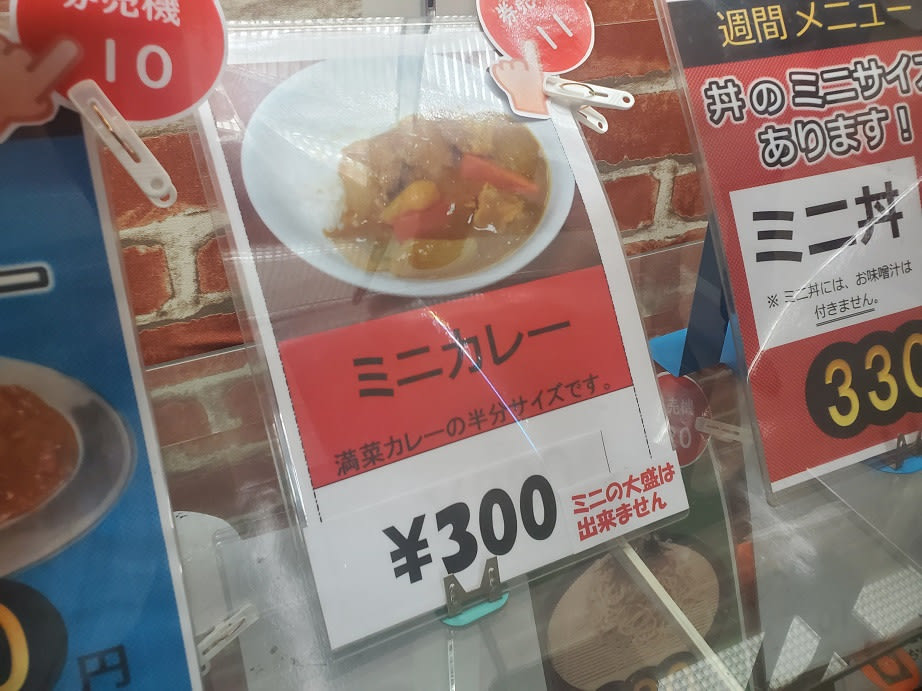 券売機
10
券売機
11
ミニカレー
満菜カレーの半分サイズです。
¥300
ミニの大盛は
出来ません
週間メニュー
丼のミニサイズ
あります!
ミニ丼
※ ミニ丼には、お味噌汁は
付きません。
330
円